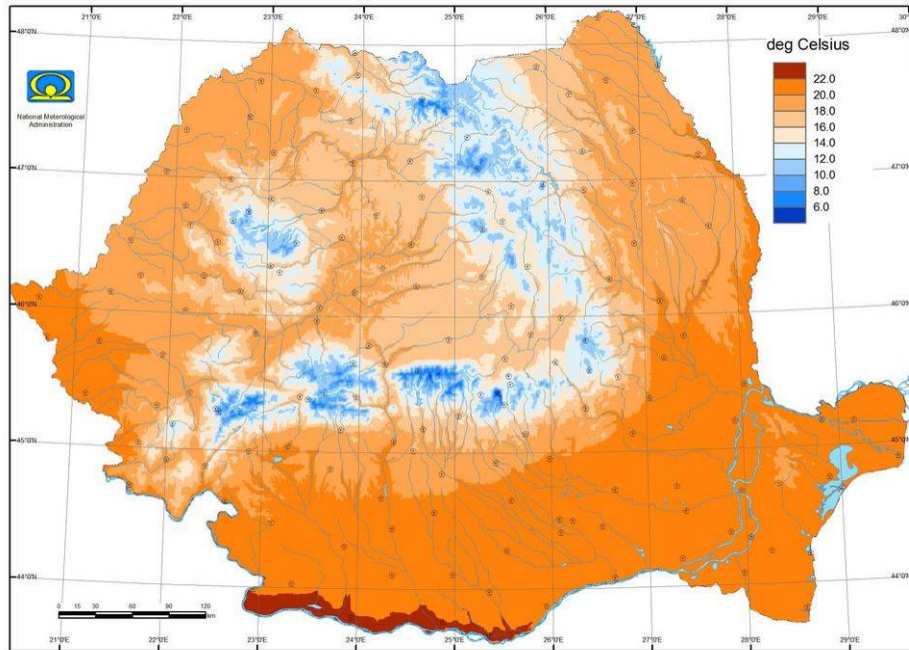 21°0'E 22°0'E 23°0'E 24°0'E 25°0'E 26°0'E 27°0'E 28°0'E 29°0'E 30°
48°0'N
48°0'N
deg Celsius
22.0
20.0
18.0
16.0
14.0
12.0
10.0
8.0
6.0
National Meterological
Administration
47°0'N
47°0'N
46°0'N
46°0'N
45°0'N
45°0'N
44°0'N
44°0'N
0 15 30 60 90 120
km
21°0'E 22°0'E 23°0'E 24°0'E 25°0'E 26°0'E 27°0'E 28°0'E 29°0'E